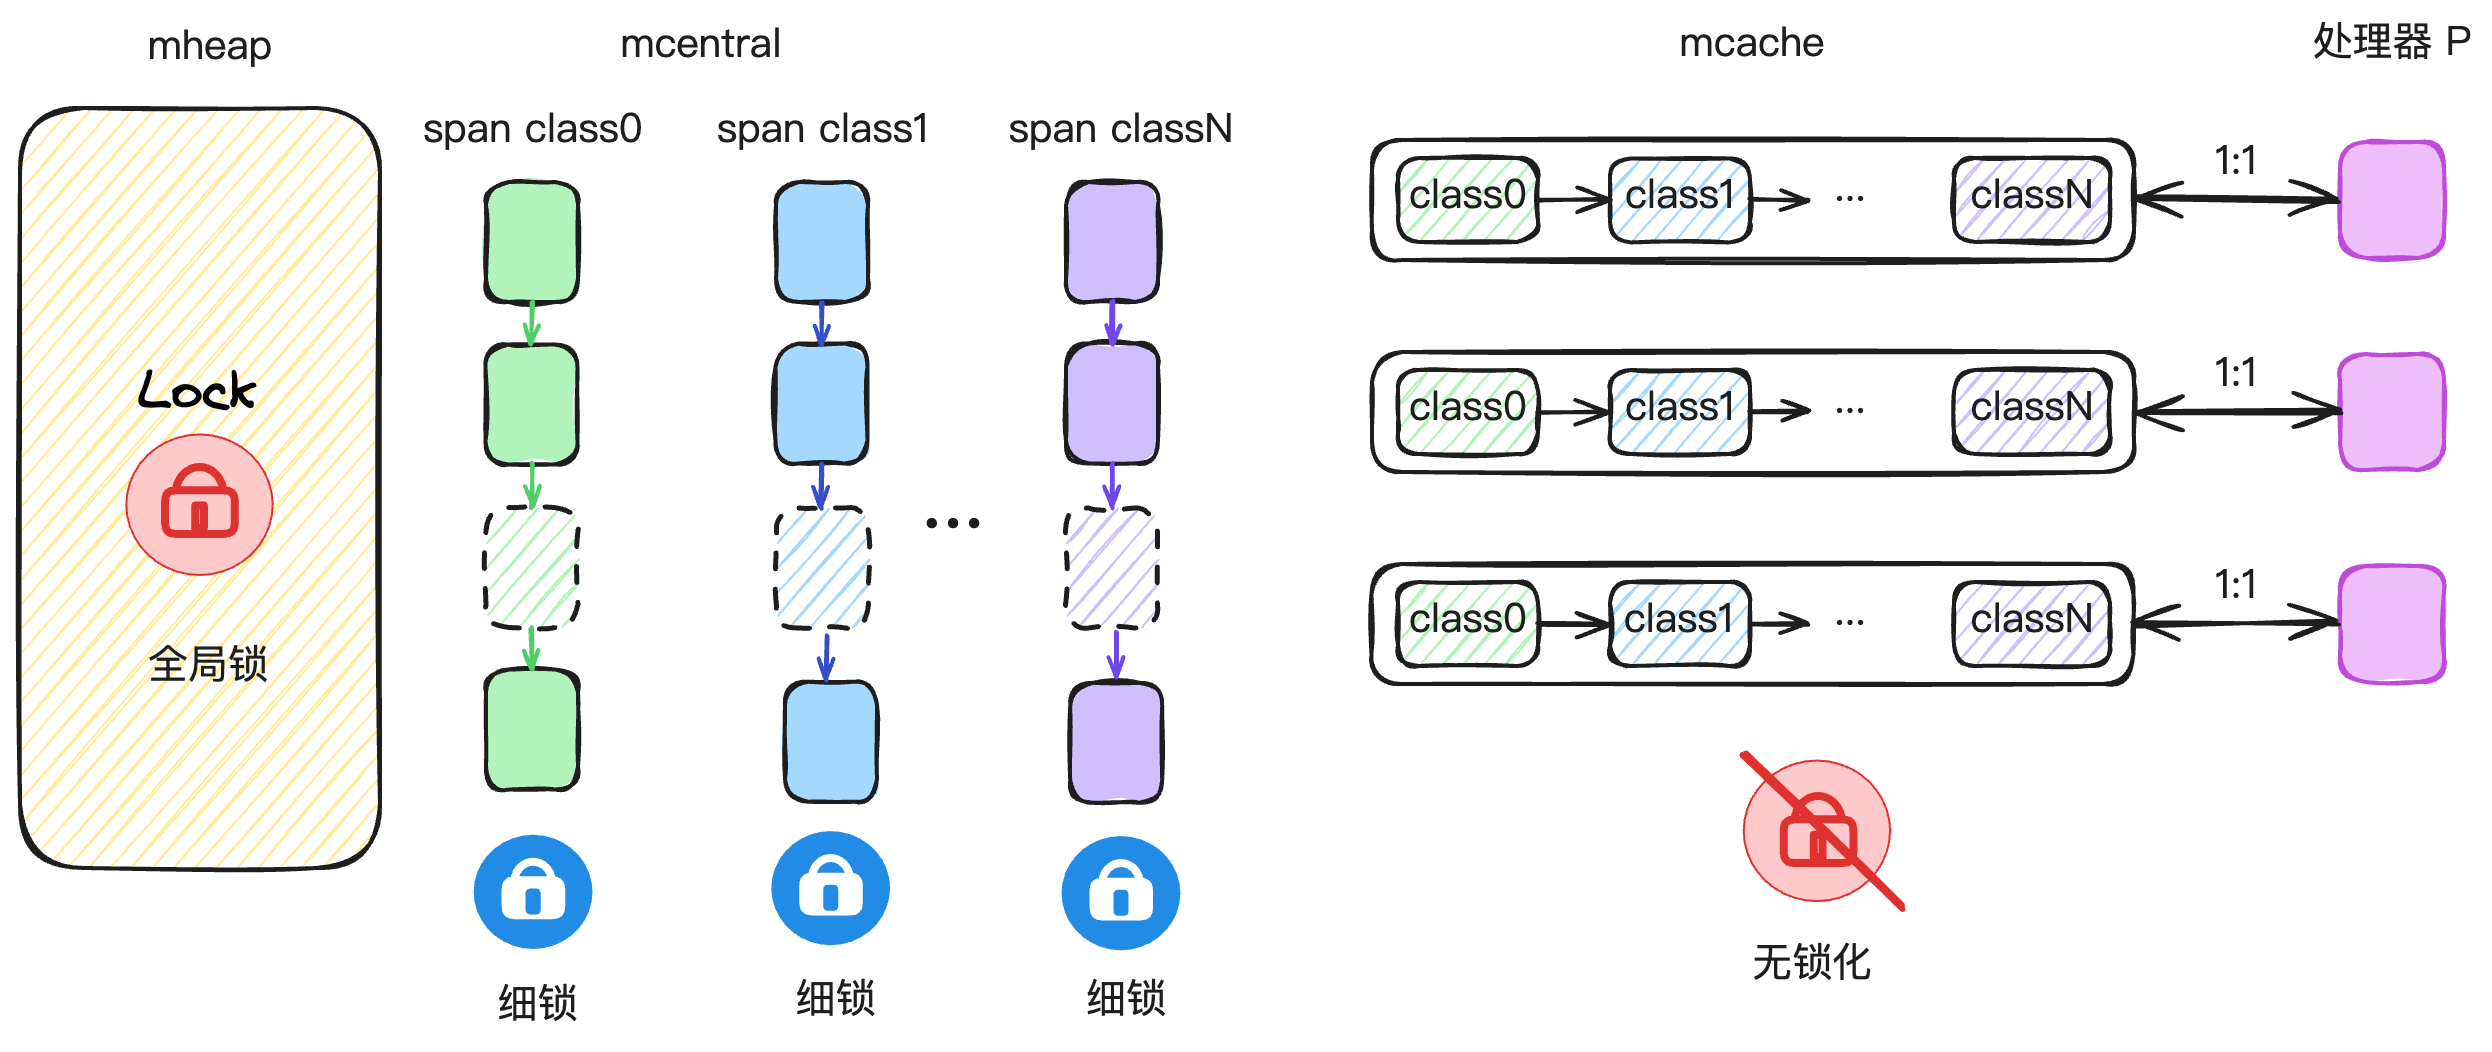 mheap
mcentral
mcache
处理器 P
span class0
span class1
span classN
Lock
全局锁
...
细锁
细锁
细锁
class0
class1
...
classN
1:1
class0
class1
...
classN
1:1
class0
class1
...
classN
1:1
无锁化